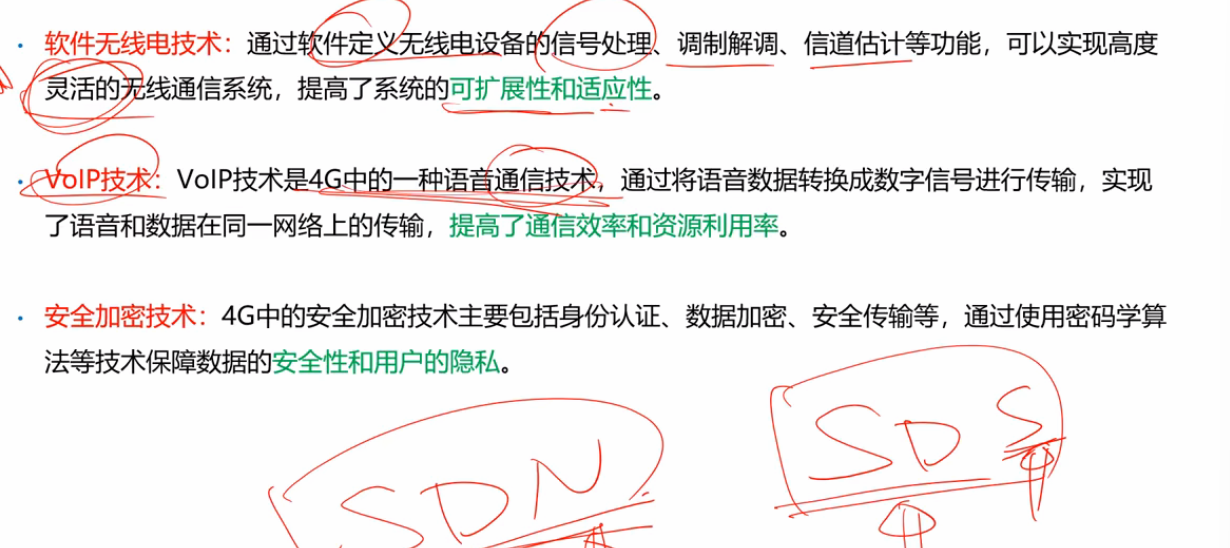 • 软件无线电技术：通过软件定义无线电设备的信号处理、调制解调、信道估计等功能，可以实现高度
灵活的无线通信系统，提高了系统的可扩展性和适应性。
• VoIP技术：VoIP技术是4G中的一种语音通信技术，通过将语音数据转换成数字信号进行传输，实现
了语音和数据在同一网络上的传输，提高了通信效率和资源利用率。
• 安全加密技术：4G中的安全加密技术主要包括身份认证、数据加密、安全传输等，通过使用密码学算
法等技术保障数据的安全性和用户的隐私。
SDN
SDS